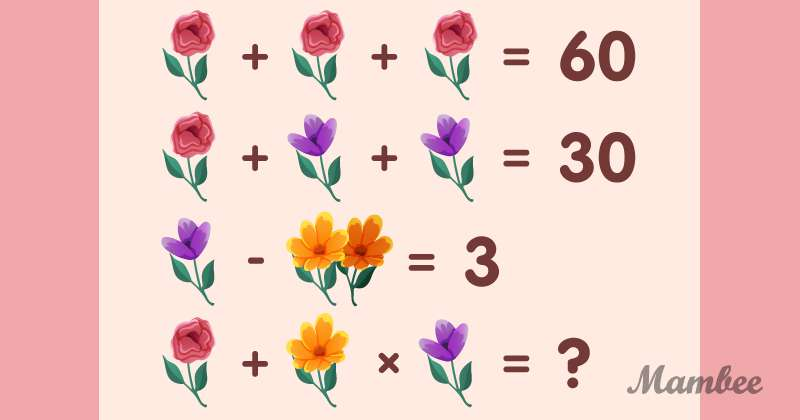 + + = 60
+ + = 30
- = 3
+ × = ?
Mambee